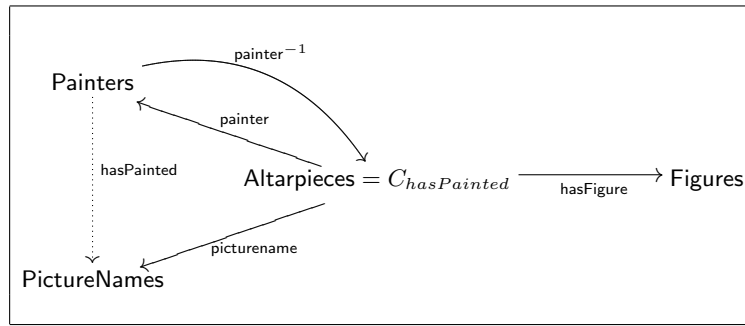 painter⁻¹
Painters
painter
hasPainted
Altarpieces = C_hasPainted
Figures
hasFigure
picturename
PictureNames